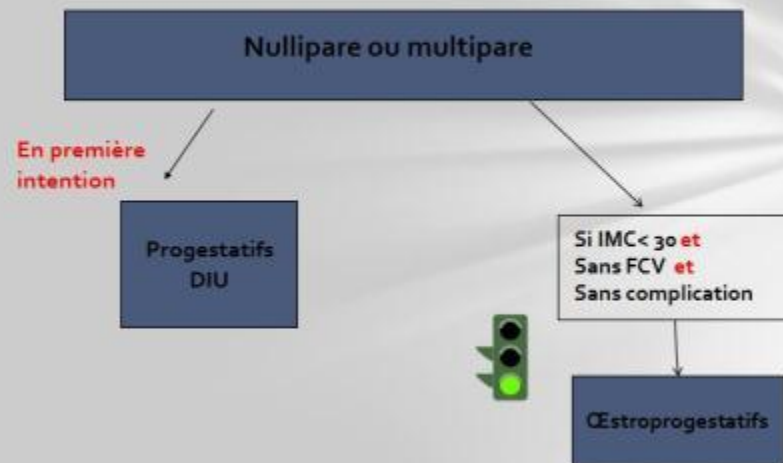 Nullipare ou multipare
En première
intention
Progestatifs
DIU
Si IMC< 30 et
Sans FCV et
Sans complication
Œstroprogestatifs